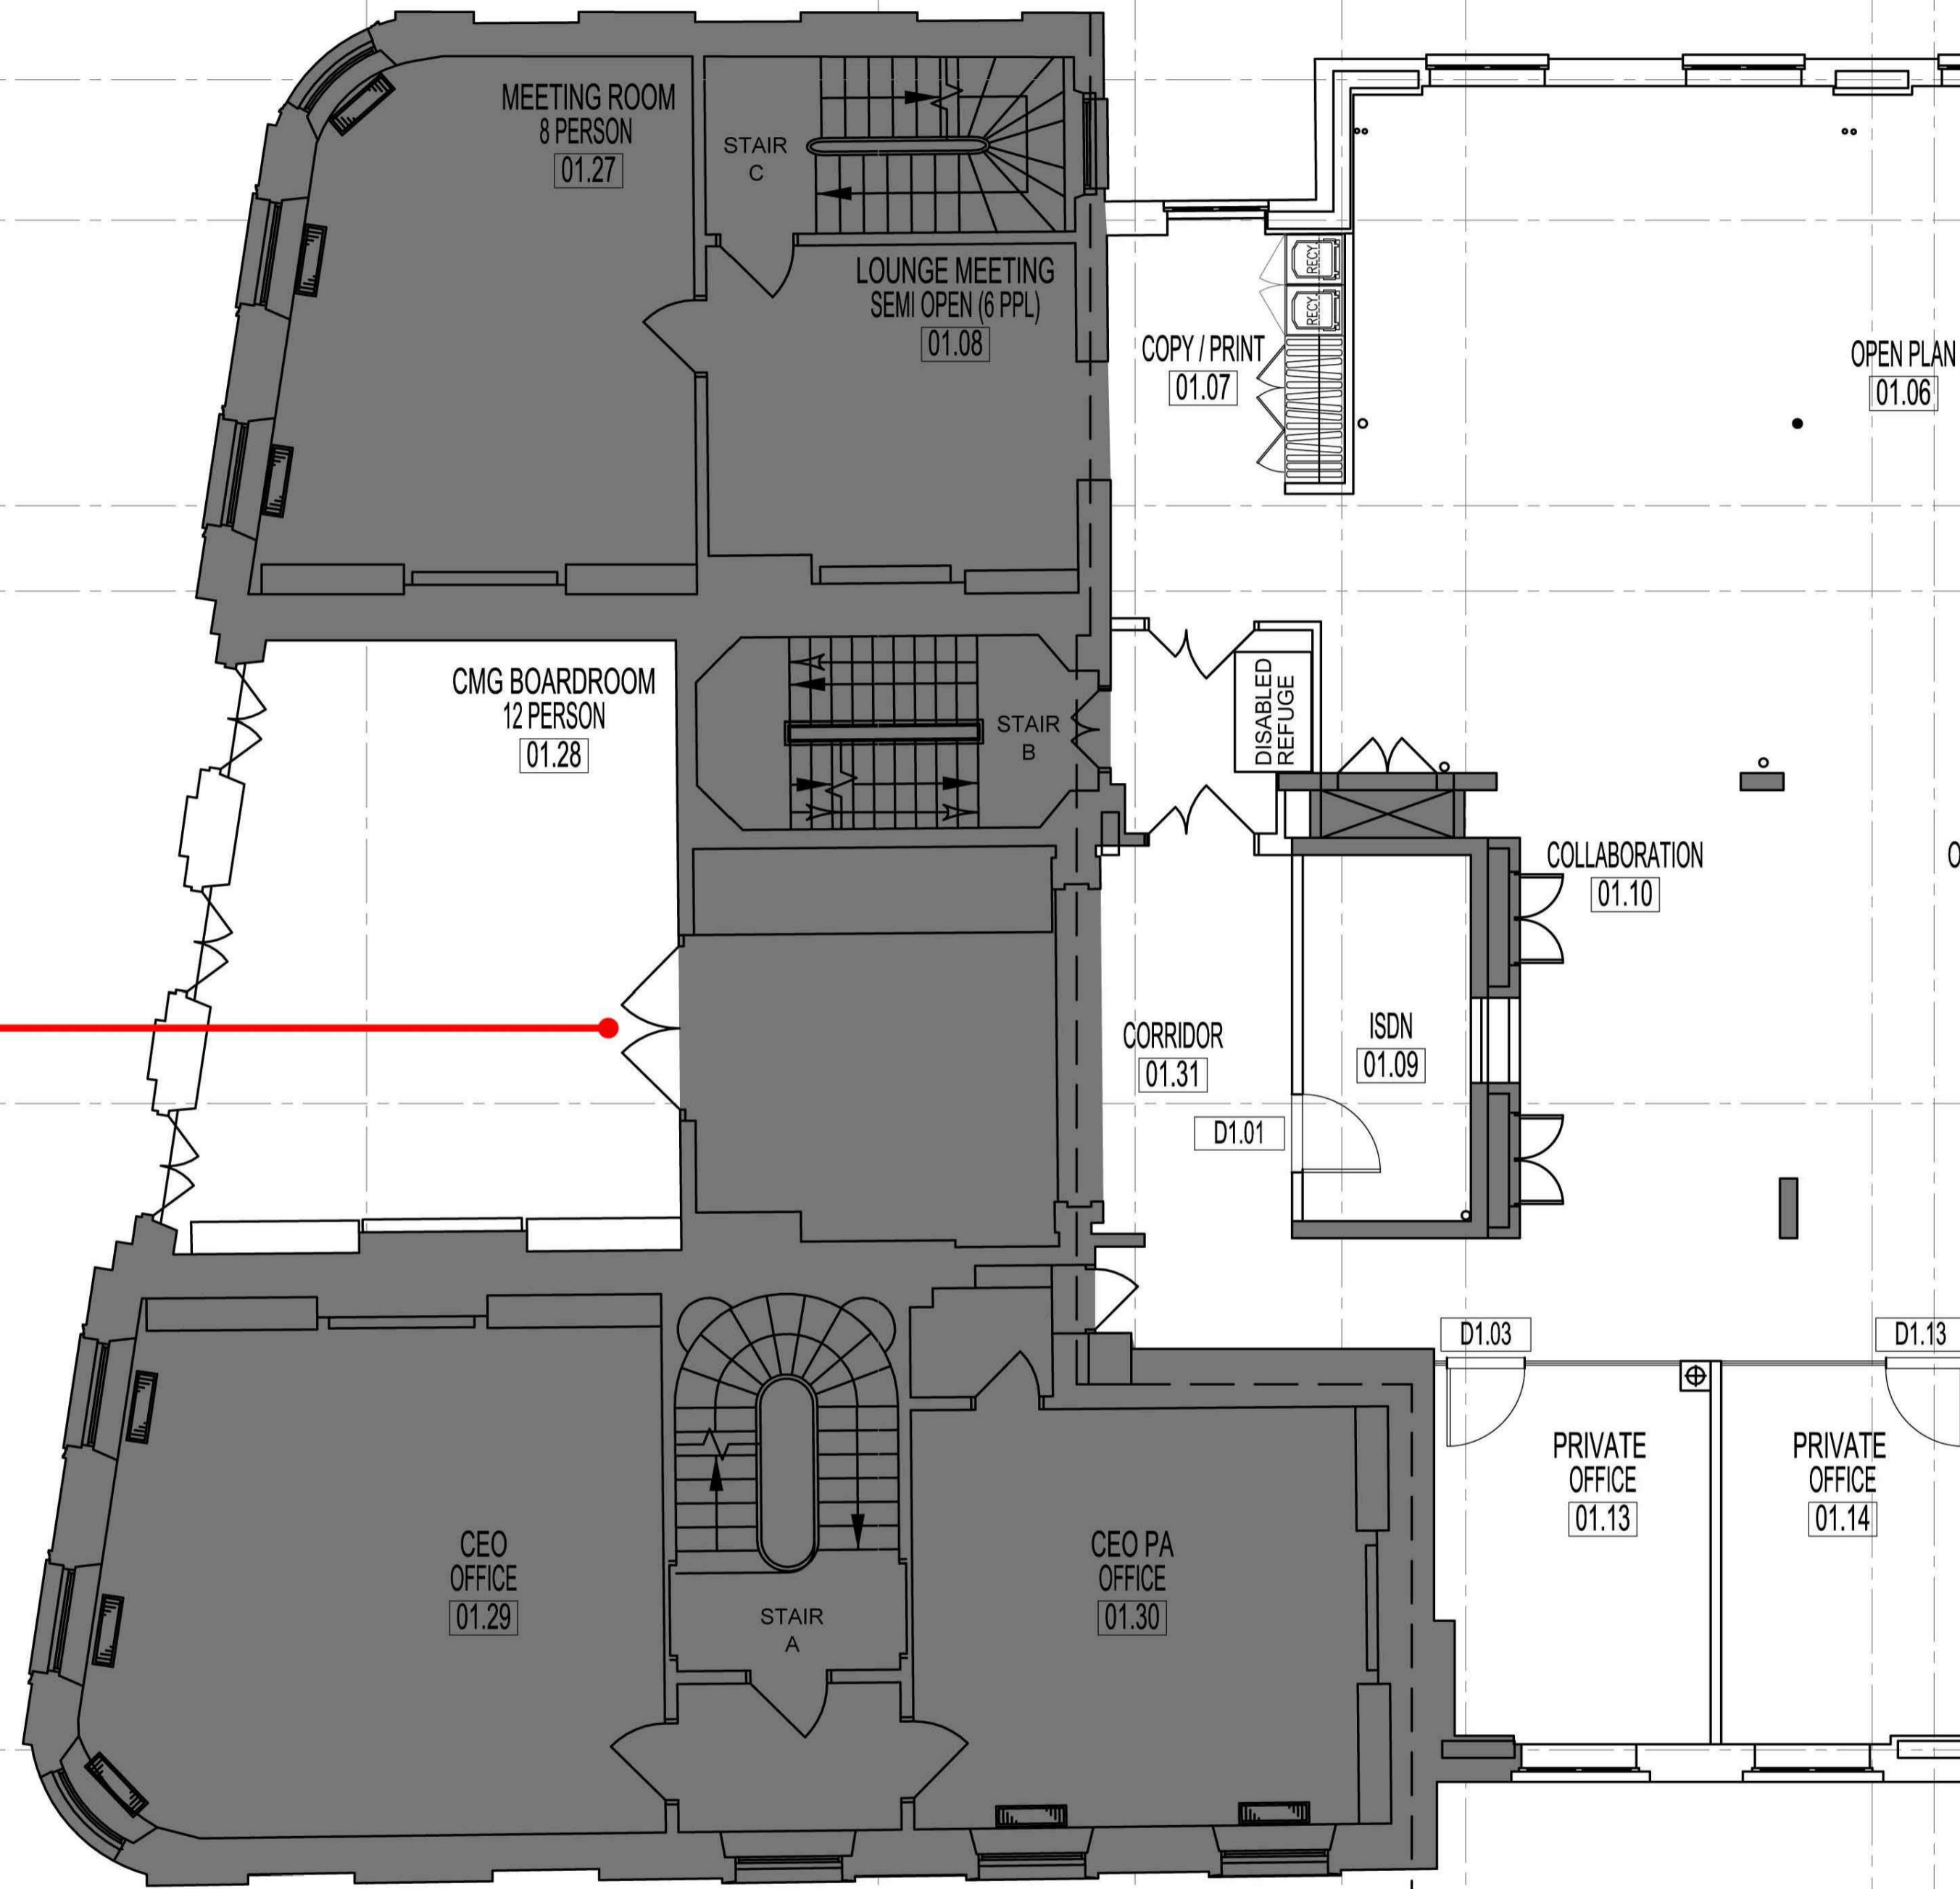 MEETING ROOM
8 PERSON
01.27
STAIR
C
LOUNGE MEETING
SEMI OPEN (6 PPL)
01.08
RECY.
RECY.
COPY / PRINT
01.07
OPEN PLAN
01.06
CMG BOARDROOM
12 PERSON
01.28
STAIR
B
DISABLED
REFUGE
COLLABORATION
01.10
CORRIDOR
01.31
ISDN
01.09
D1.01
D1.03
D1.13
PRIVATE
OFFICE
01.13
PRIVATE
OFFICE
01.14
CEO
OFFICE
01.29
STAIR
A
CEO PA
OFFICE
01.30